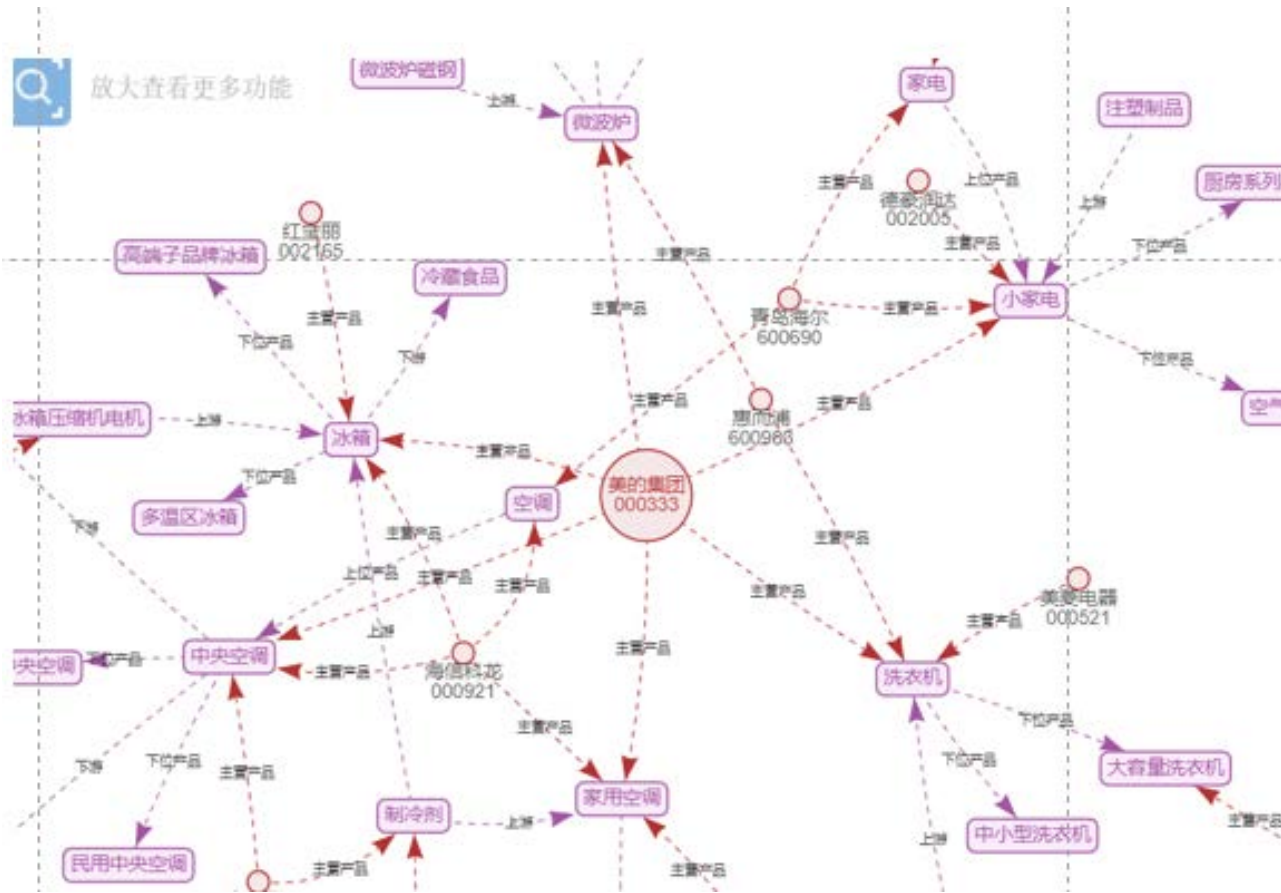 放大查看更多功能
微波炉磁钢
上游
微波炉
家电
注塑制品
主营产品
德豪润达
002005
上位产品
上游
厨房系列
红宝丽
002165
主营产品
下位产品
高端子品牌冰箱
冷藏食品
主营产品
青岛海尔
600690
主营产品
小家电
主营产品
下位产品
下游
主营产品
下位产品
冰箱压缩机电机
上游
冰箱
主营产品
主营产品
惠而浦
600983
主营产品
空气
下位产品
多温区冰箱
空调
美的集团
000333
下游
主营产品
主营产品
上位产品
主营产品
主营产品
主营产品
美菱电器
000521
主营产品
上游
中央空调
下位产品
中央空调
主营产品
海信科龙
000921
主营产品
洗衣机
下游
下位产品
主营产品
主营产品
下位产品
下位产品
大容量洗衣机
制冷剂
上游
家用空调
中小型洗衣机
主营产品
民用中央空调
主营产品
上游